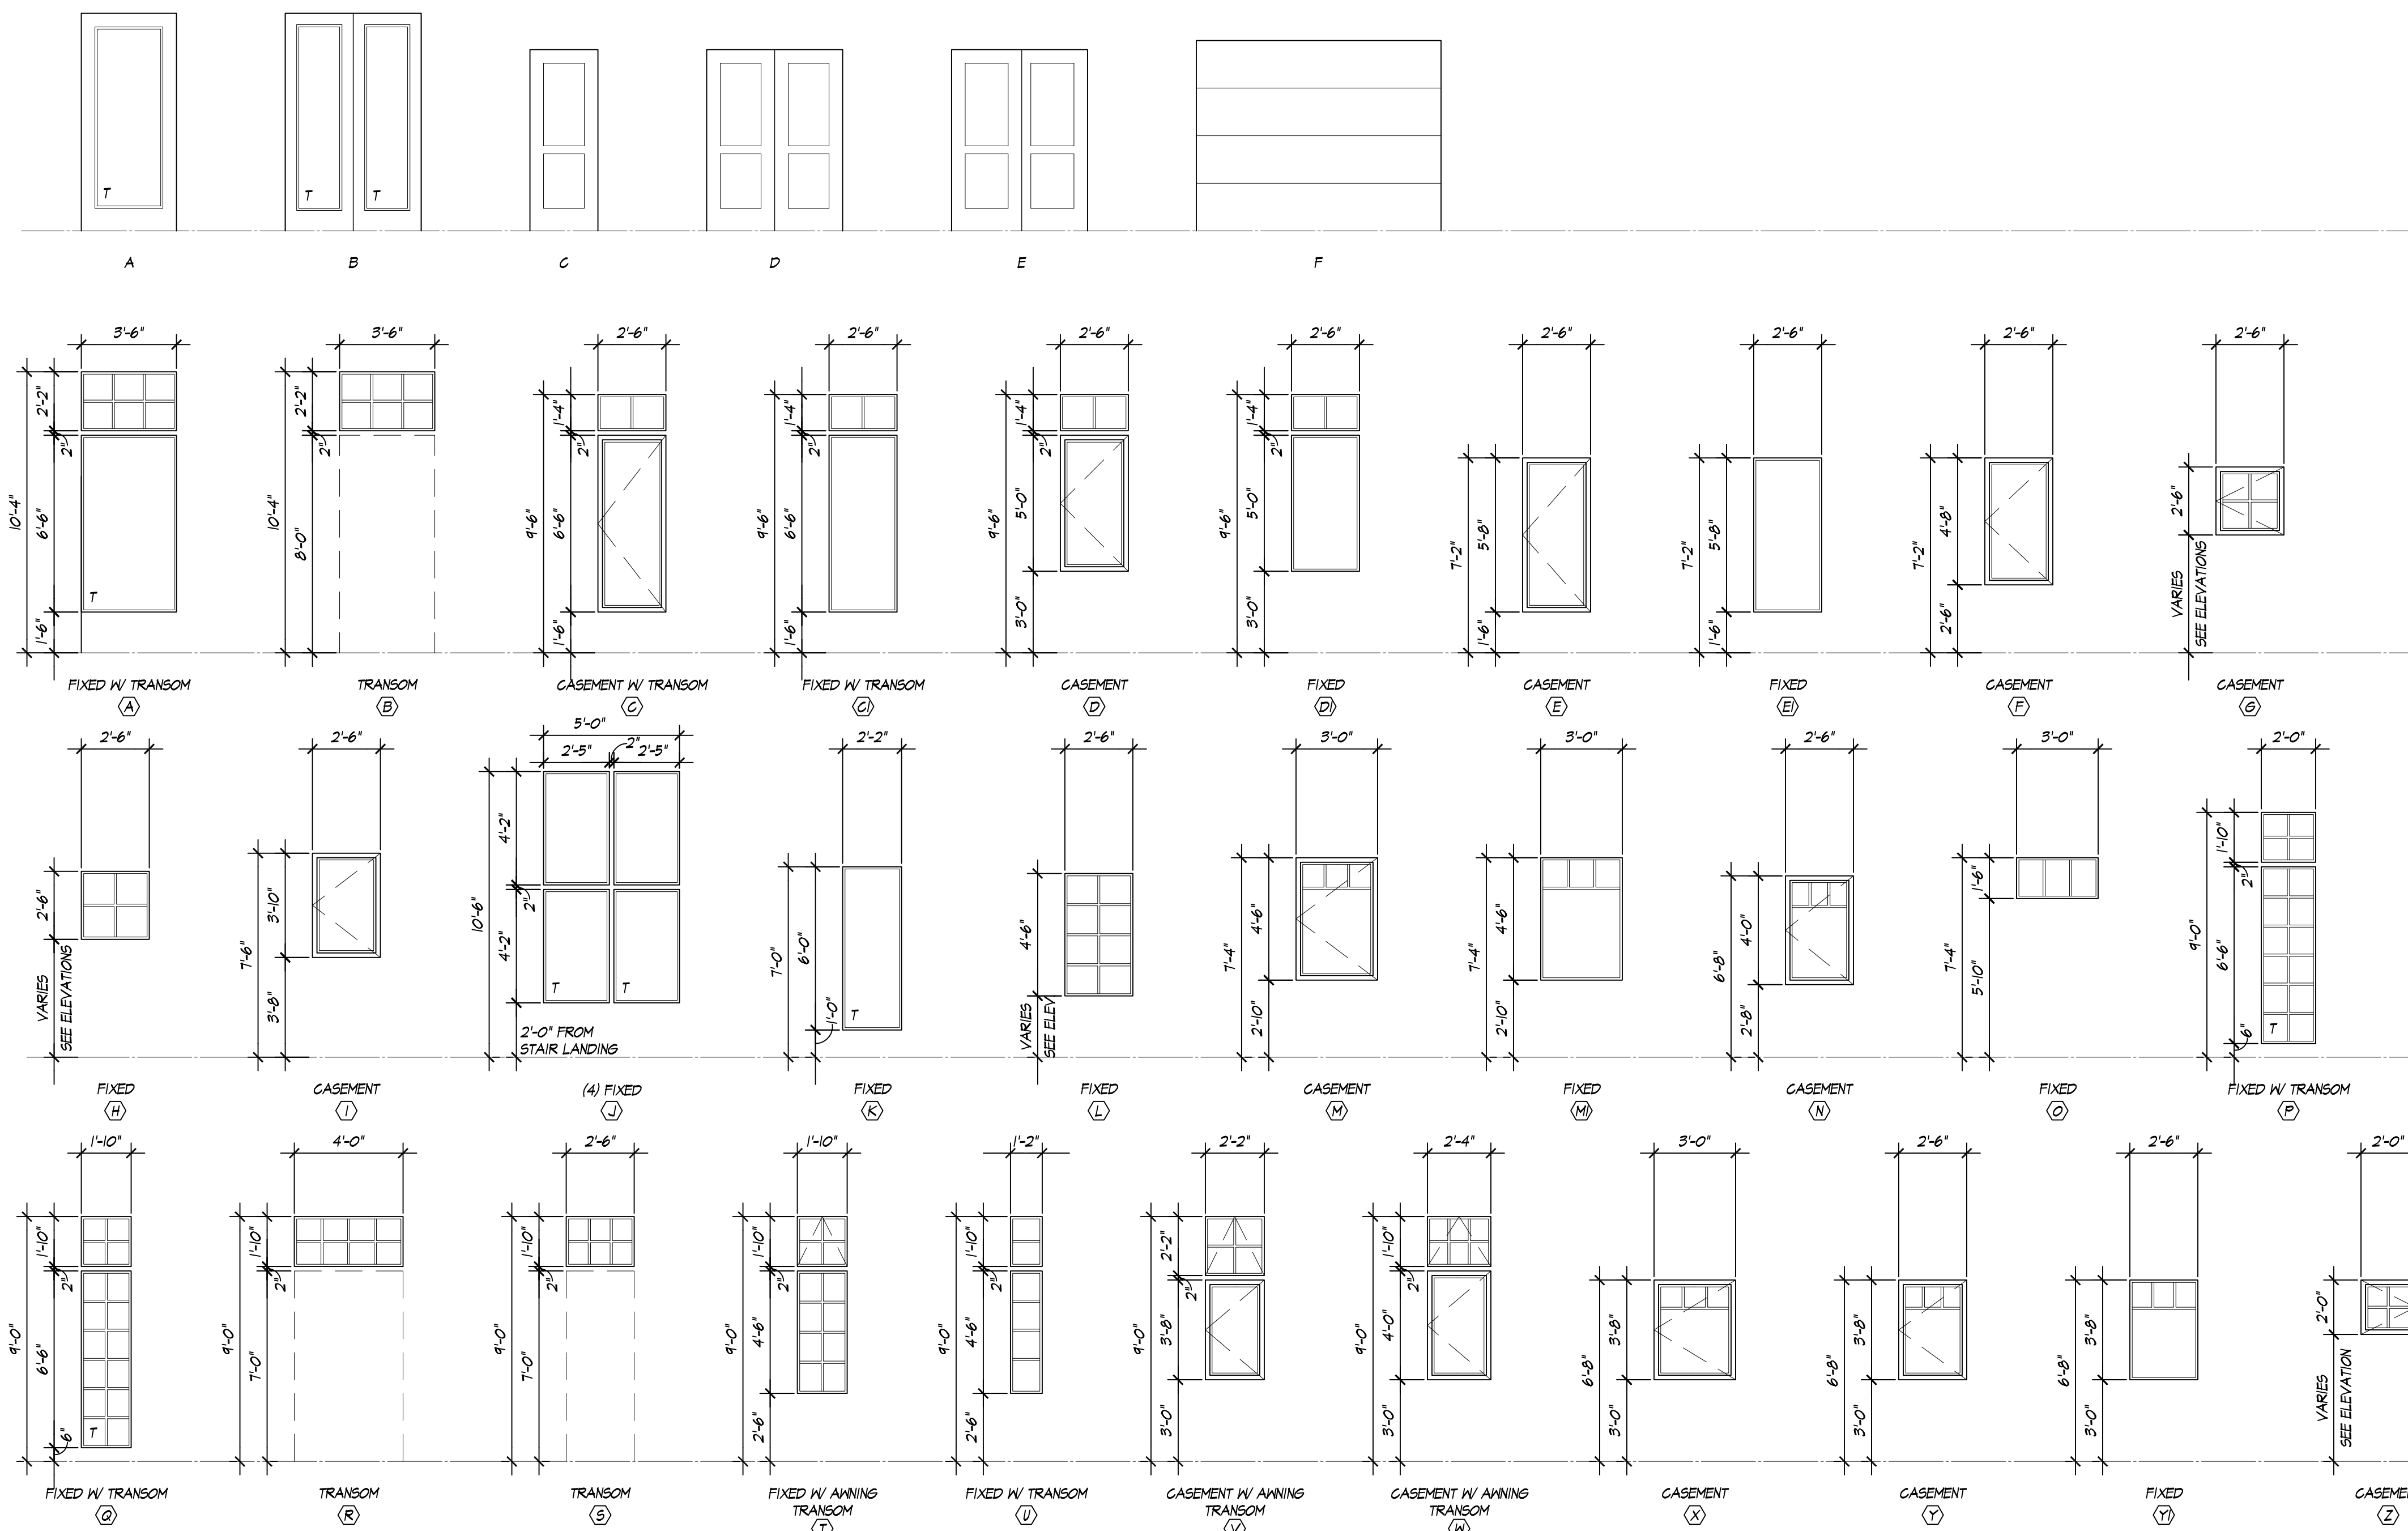 T
T T
A B C D E F
3'-6" 3'-6" 2'-6" 2'-6" 2'-6" 2'-6" 2'-6" 2'-6" 2'-6" 2'-6"
10'-4" 2'-2" 2" 6'-6" 1'-6" T
10'-4" 2'-2" 2" 8'-0"
9'-6" 1'-4" 2" 6'-6" 1'-6"
9'-6" 1'-4" 2" 6'-6" 1'-6"
9'-6" 1'-4" 2" 5'-0" 3'-0"
9'-6" 1'-4" 2" 5'-0" 3'-0"
7'-2" 5'-8" 1'-6"
7'-2" 5'-8" 1'-6"
7'-2" 4'-8" 2'-6"
2'-6" VARIES
SEE ELEVATIONS
FIXED W/ TRANSOM TRANSOM CASEMENT W/ TRANSOM FIXED W/ TRANSOM CASEMENT FIXED CASEMENT FIXED CASEMENT CASEMENT
A B C C1 D D1 E E1 F G
2'-6" 2'-6" 5'-0" 2'-2" 2'-6" 3'-0" 3'-0" 2'-6" 3'-0" 2'-0"
2'-6" VARIES
SEE ELEVATIONS
7'-6" 3'-10" 3'-8"
2'-5" 2" 2'-5"
10'-6" 4'-2" 2" 4'-2" T T
2'-0" FROM
STAIR LANDING
7'-0" 6'-0" 1'-0" T
4'-6" VARIES
SEE ELEV
7'-4" 4'-6" 2'-10"
7'-4" 4'-6" 2'-10"
6'-8" 4'-0" 2'-8"
7'-4" 1'-6" 5'-10"
9'-0" 1'-10" 2" 6'-6" 6" T
FIXED CASEMENT (4) FIXED FIXED FIXED CASEMENT FIXED CASEMENT FIXED FIXED W/ TRANSOM
H I J K L M M1 N O P
1'-10" 4'-0" 2'-6" 1'-10" 1'-2" 2'-2" 2'-4" 3'-0" 2'-6" 2'-6" 2'-0"
9'-0" 1'-10" 2" 6'-6" 6" T
9'-0" 1'-10" 2" 7'-0"
9'-0" 1'-10" 2" 7'-0"
9'-0" 1'-10" 2" 4'-6" 2'-6"
9'-0" 1'-10" 2" 4'-6" 2'-6"
9'-0" 2'-2" 2" 3'-8" 3'-0"
9'-0" 1'-10" 2" 4'-0" 3'-0"
6'-8" 3'-8" 3'-0"
6'-8" 3'-8" 3'-0"
6'-8" 3'-8" 3'-0"
2'-0" VARIES
SEE ELEVATION
FIXED W/ TRANSOM TRANSOM TRANSOM FIXED W/ AWNING FIXED W/ TRANSOM CASEMENT W/ AWNING CASEMENT W/ AWNING CASEMENT CASEMENT FIXED CASEME
TRANSOM TRANSOM TRANSOM
Q R S T U V W X Y Y1 Z